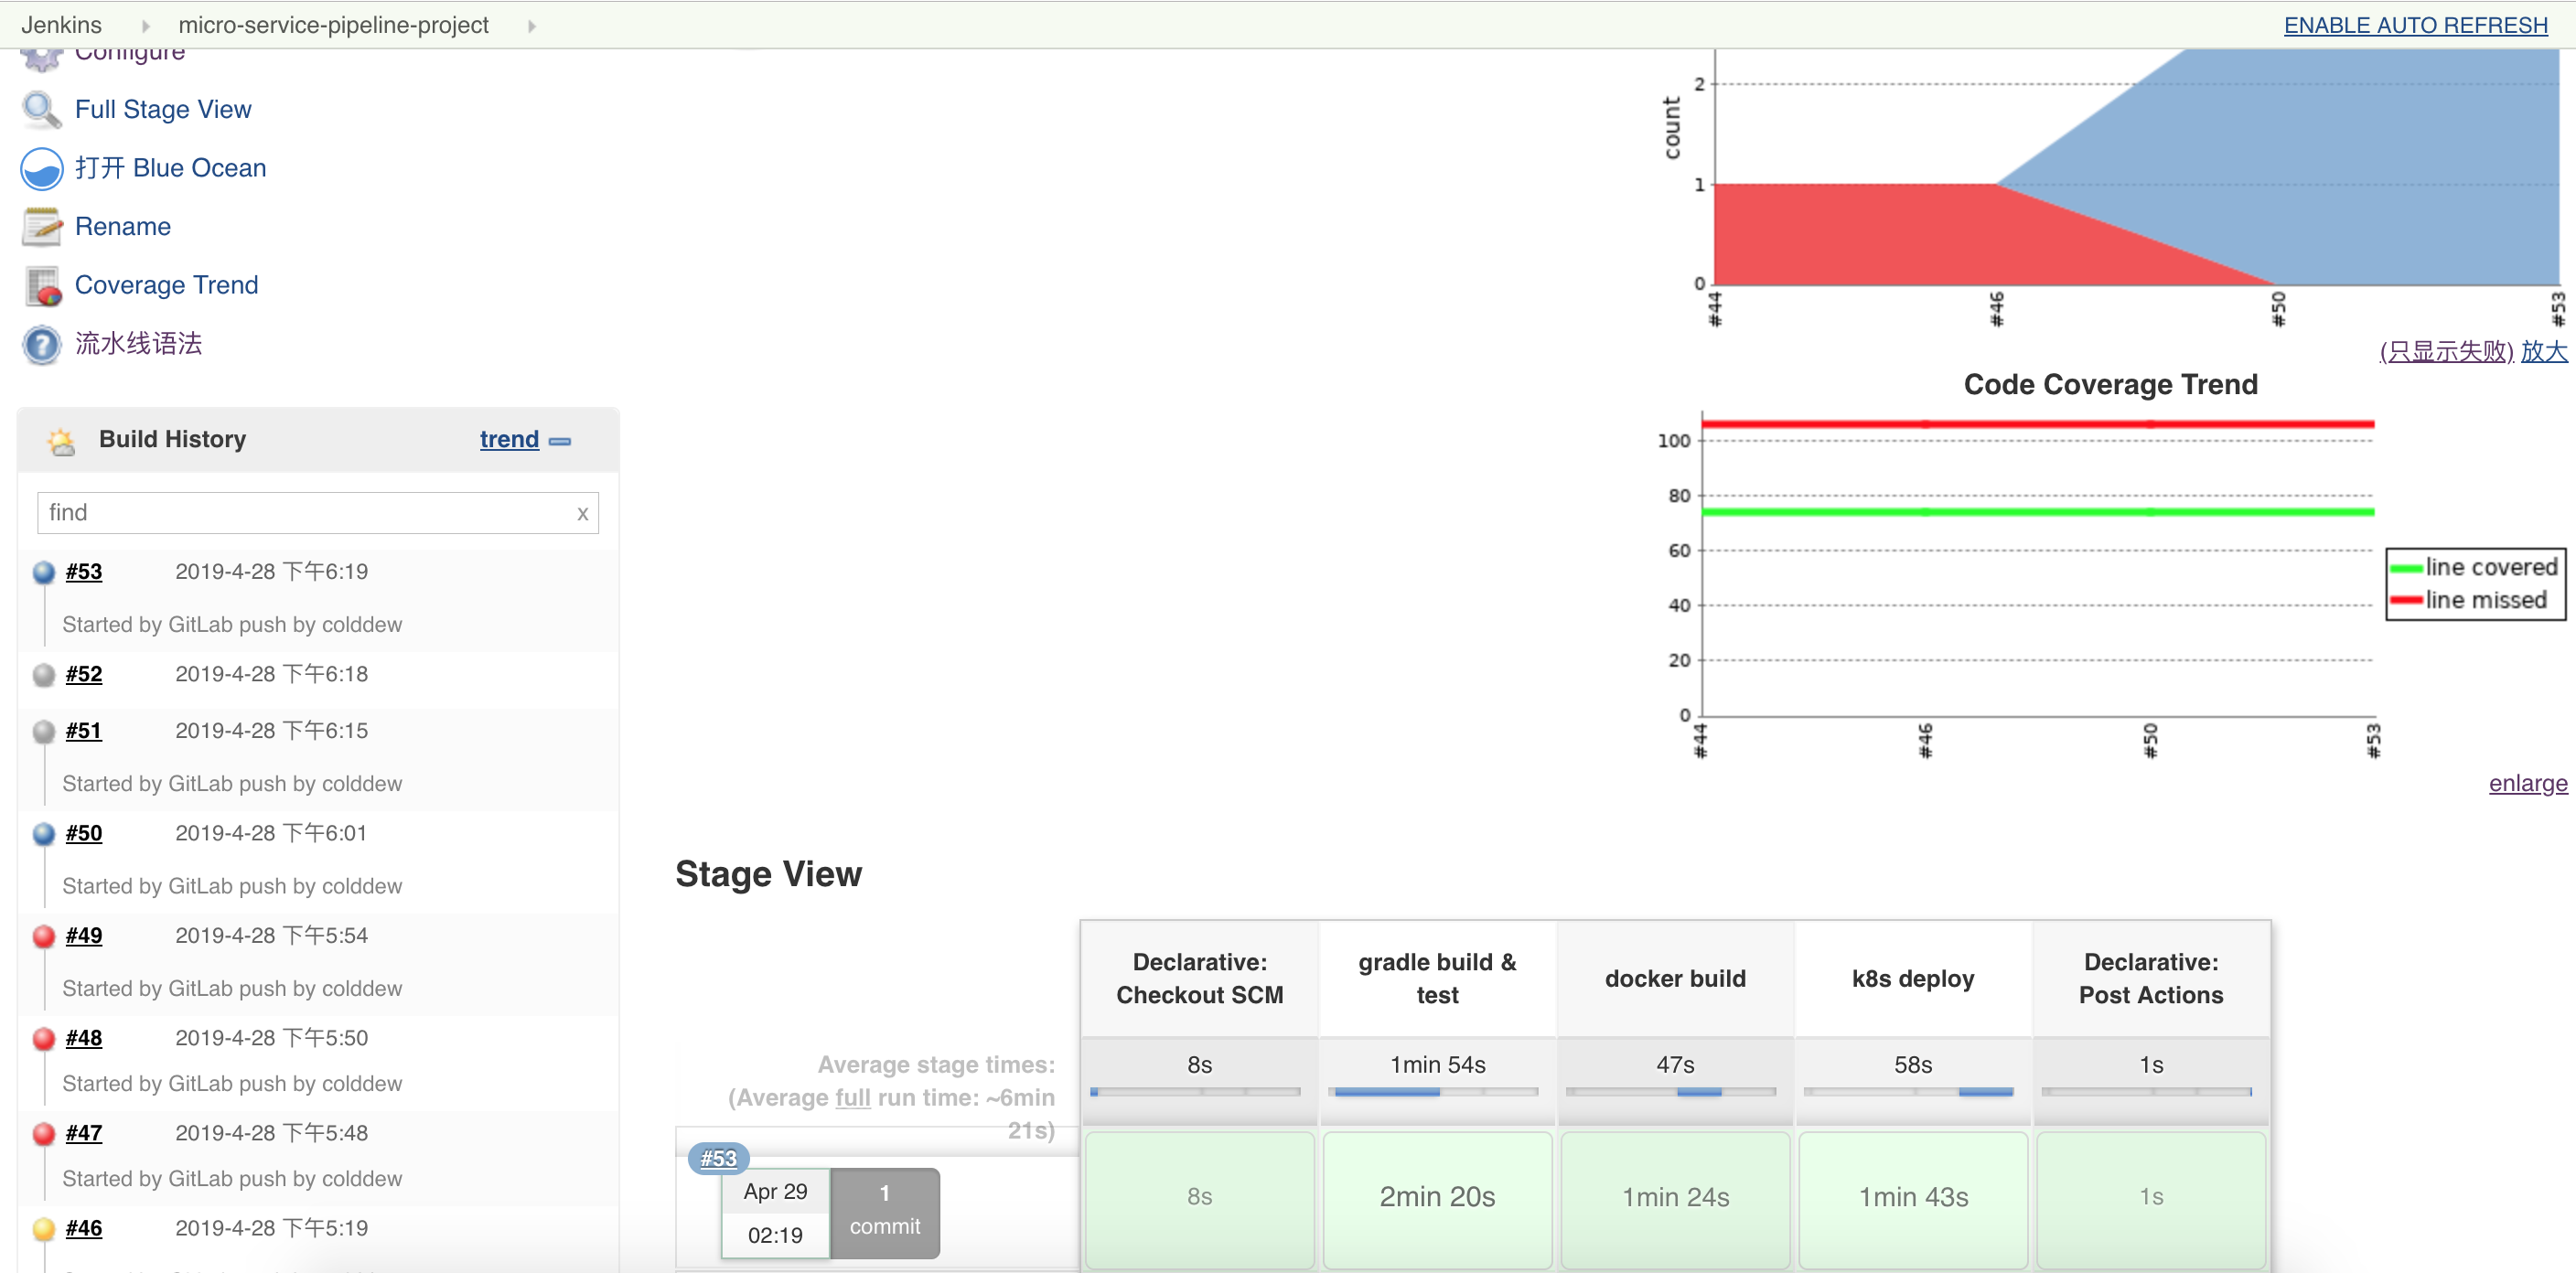 Jenkins
micro-service-pipeline-project
ENABLE AUTO REFRESH
Configure
Full Stage View
打开 Blue Ocean
Rename
Coverage Trend
流水线语法
Build History
trend
find
x
#53 2019-4-28 下午6:19
Started by GitLab push by colddew
#52 2019-4-28 下午6:18
#51 2019-4-28 下午6:15
Started by GitLab push by colddew
#50 2019-4-28 下午6:01
Started by GitLab push by colddew
#49 2019-4-28 下午5:54
Started by GitLab push by colddew
#48 2019-4-28 下午5:50
Started by GitLab push by colddew
#47 2019-4-28 下午5:48
Started by GitLab push by colddew
#46 2019-4-28 下午5:19
count
2
1
0
#44 #46 #50 #53
(只显示失败) 放大
Code Coverage Trend
100
80
60
40
20
0
#44 #46 #50 #53
line covered
line missed
enlarge
Stage View
Declarative:
Checkout SCM
gradle build &
test
docker build
k8s deploy
Declarative:
Post Actions
Average stage times:
(Average full run time: ~6min
21s)
8s 1min 54s 47s 58s 1s
#53
Apr 29
02:19
1
commit
8s 2min 20s 1min 24s 1min 43s 1s